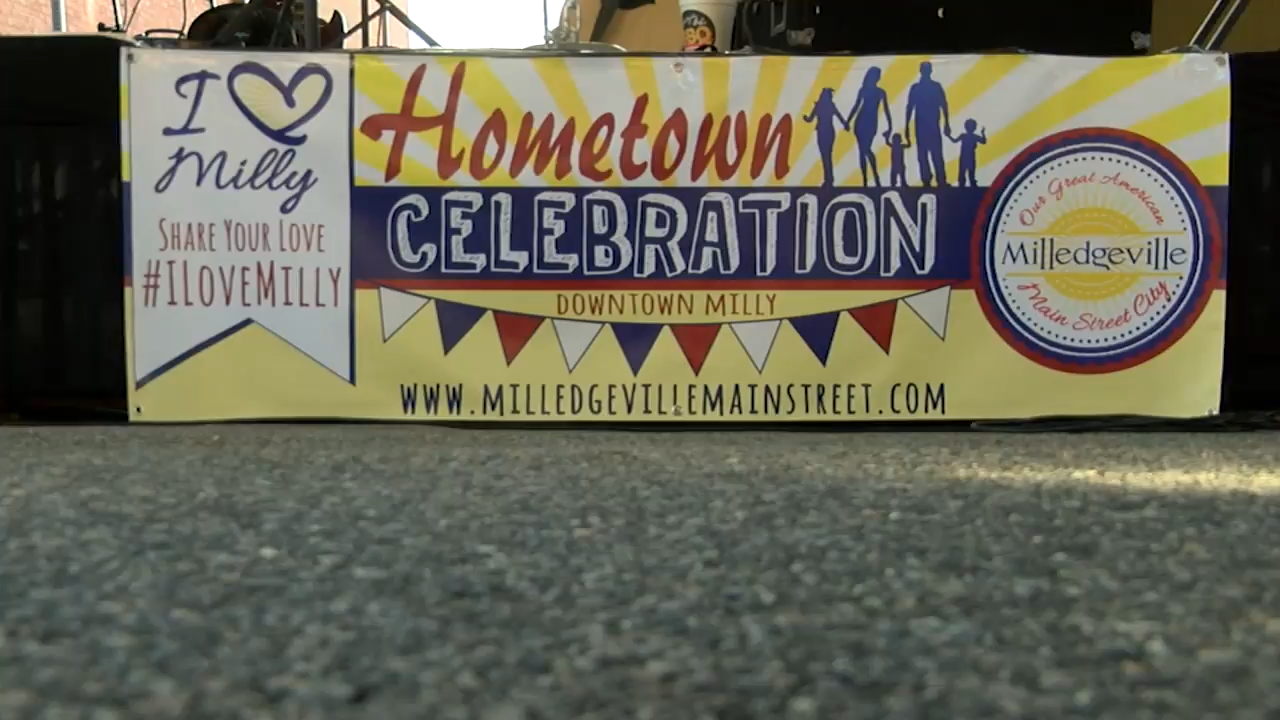 I
Milly
SHARE YOUR LOVE
#ILOVEMILLY
Hometown
CELEBRATION
DOWNTOWN MILLY
WWW.MILLEDGEVILLEMAINSTREET.COM
Our Great American
Milledgeville
Main Street City